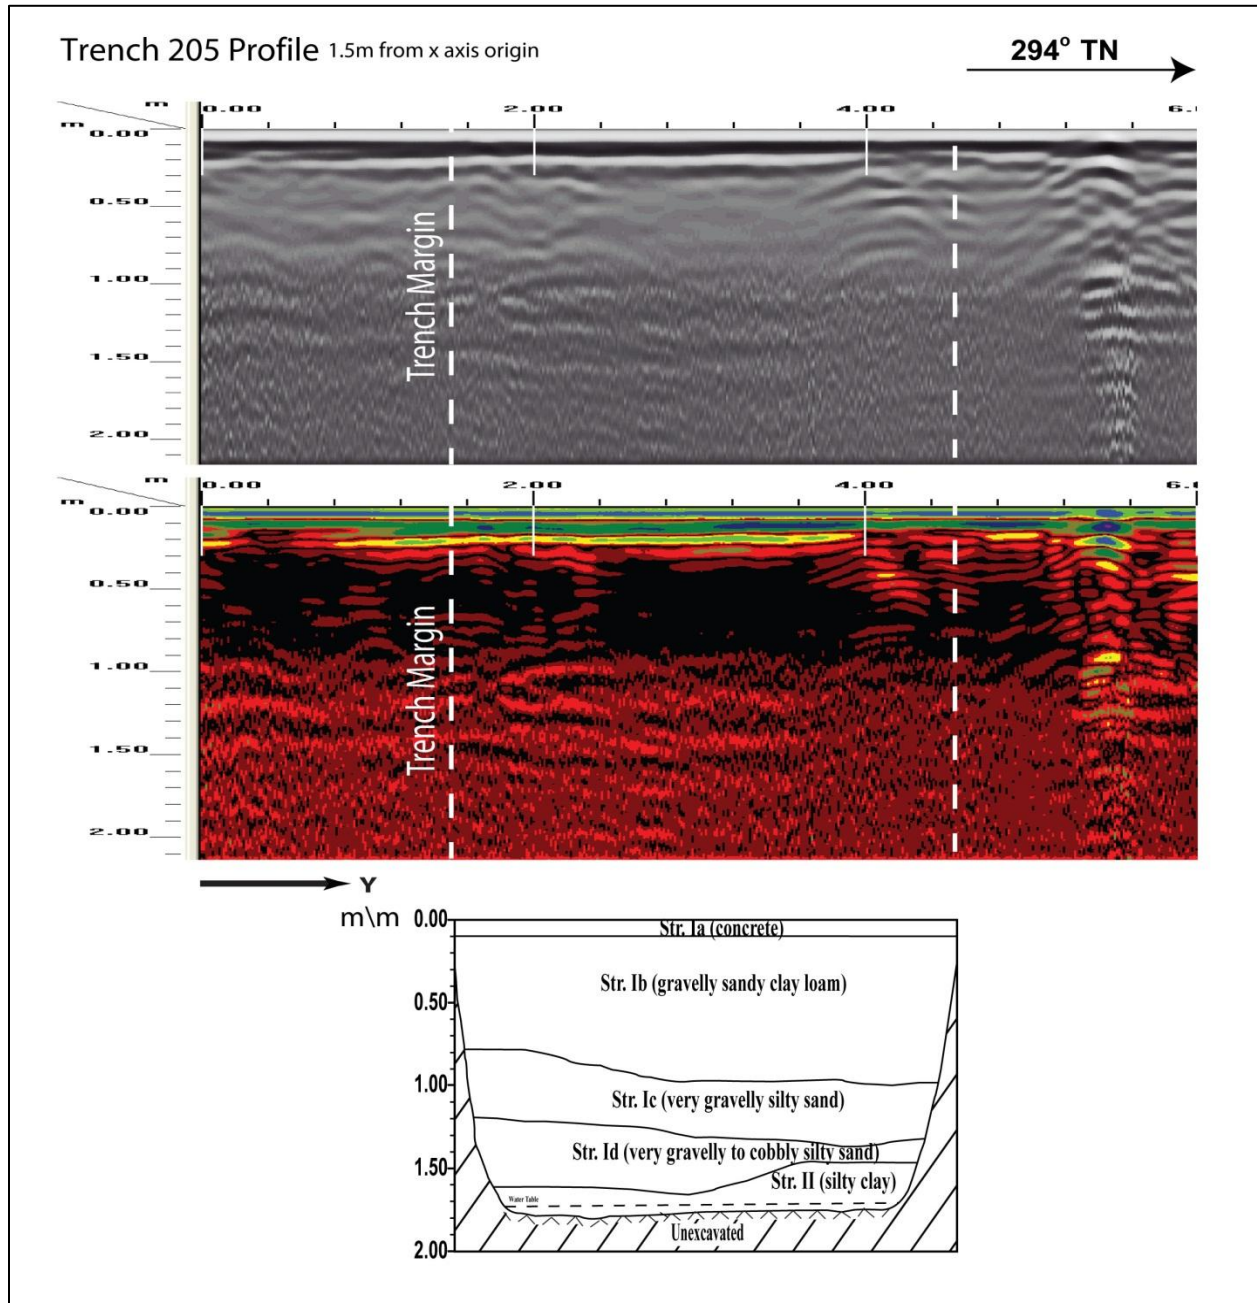 Trench 205 Profile 1.5m from x axis origin
294° TN
m 0.00 2.00 4.00 6.0
m
0.00
0.50
1.00
1.50
2.00
Trench Margin
m 0.00 2.00 4.00 6.0
m
0.00
0.50
1.00
1.50
2.00
Trench Margin
Y
m\m
0.00
0.50
1.00
1.50
2.00
Str. Ia (concrete)
Str. Ib (gravelly sandy clay loam)
Str. Ic (very gravelly silty sand)
Str. Id (very gravelly to cobbly silty sand)
Str. II (silty clay)
Water Table
Unexcavated